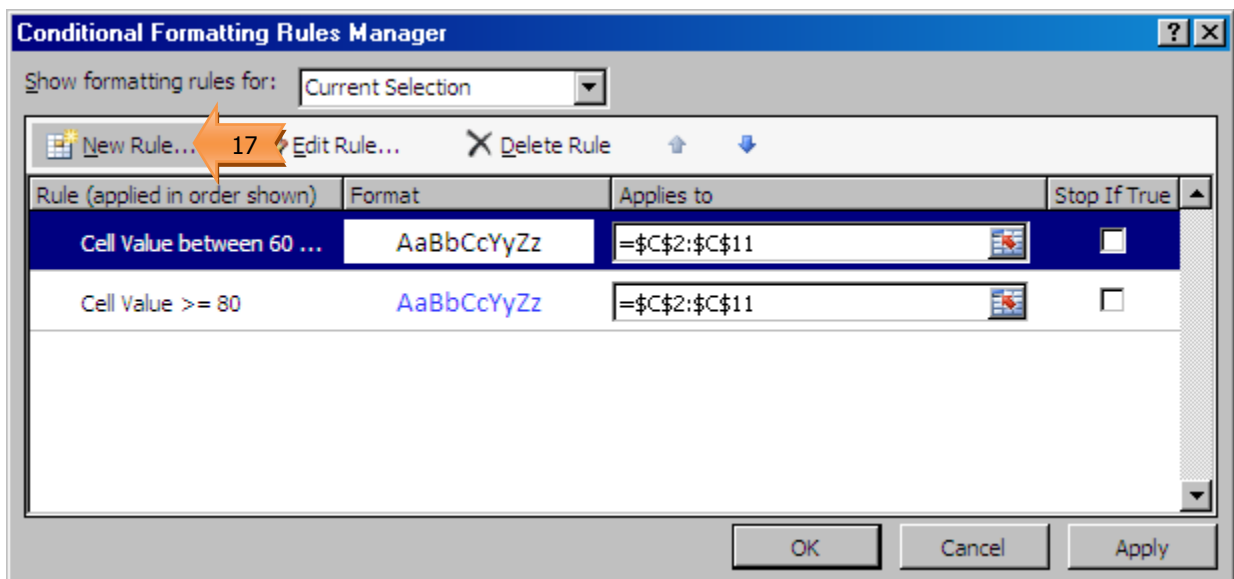 Conditional Formatting Rules Manager
Show formatting rules for: Current Selection
New Rule... 17 Edit Rule... Delete Rule
Rule (applied in order shown) Format Applies to Stop If True
Cell Value between 60 ... AaBbCcYyZz =$C$2:$C$11
Cell Value >= 80 AaBbCcYyZz =$C$2:$C$11
OK Cancel Apply